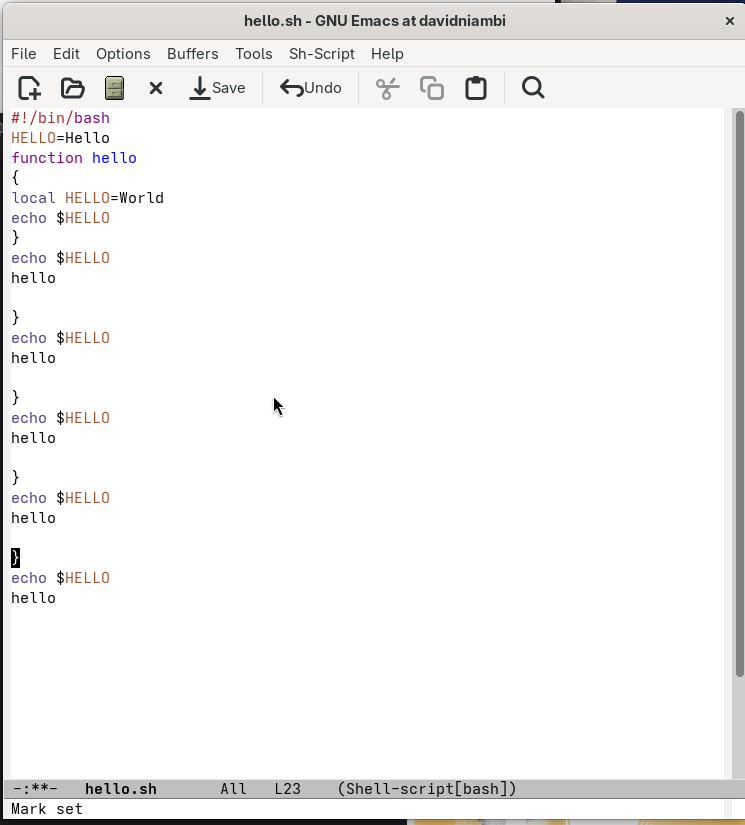 hello.sh - GNU Emacs at davidniambi
File Edit Options Buffers Tools Sh-Script Help
Save Undo
#!/bin/bash
HELLO=Hello
function hello
{
local HELLO=World
echo $HELLO
}
echo $HELLO
hello
}
echo $HELLO
hello
}
echo $HELLO
hello
}
echo $HELLO
hello
}
echo $HELLO
hello
-:**- hello.sh All L23 (Shell-script[bash])
Mark set